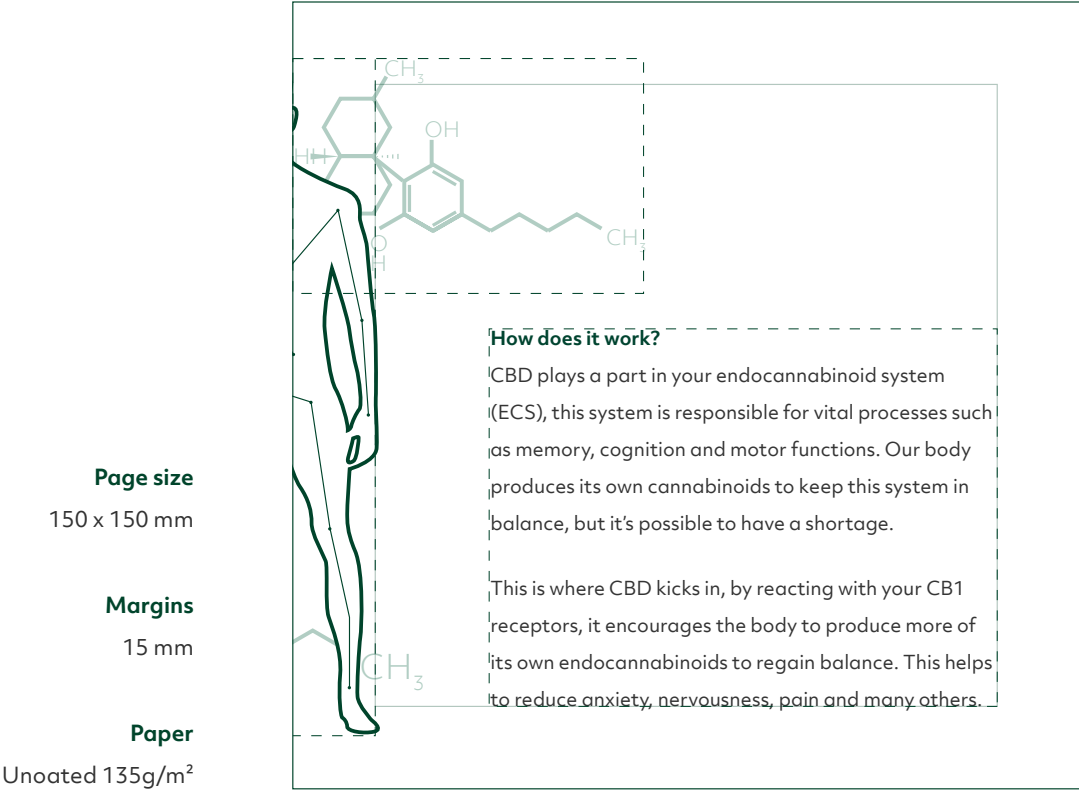 CH₃
OH
HH
O
H
CH₃
How does it work?
CBD plays a part in your endocannabinoid system
(ECS), this system is responsible for vital processes such
as memory, cognition and motor functions. Our body
produces its own cannabinoids to keep this system in
balance, but it’s possible to have a shortage.
This is where CBD kicks in, by reacting with your CB1
receptors, it encourages the body to produce more of
its own endocannabinoids to regain balance. This helps
to reduce anxiety, nervousness, pain and many others.
CH₃
Page size
150 x 150 mm
Margins
15 mm
Paper
Unoated 135g/m²